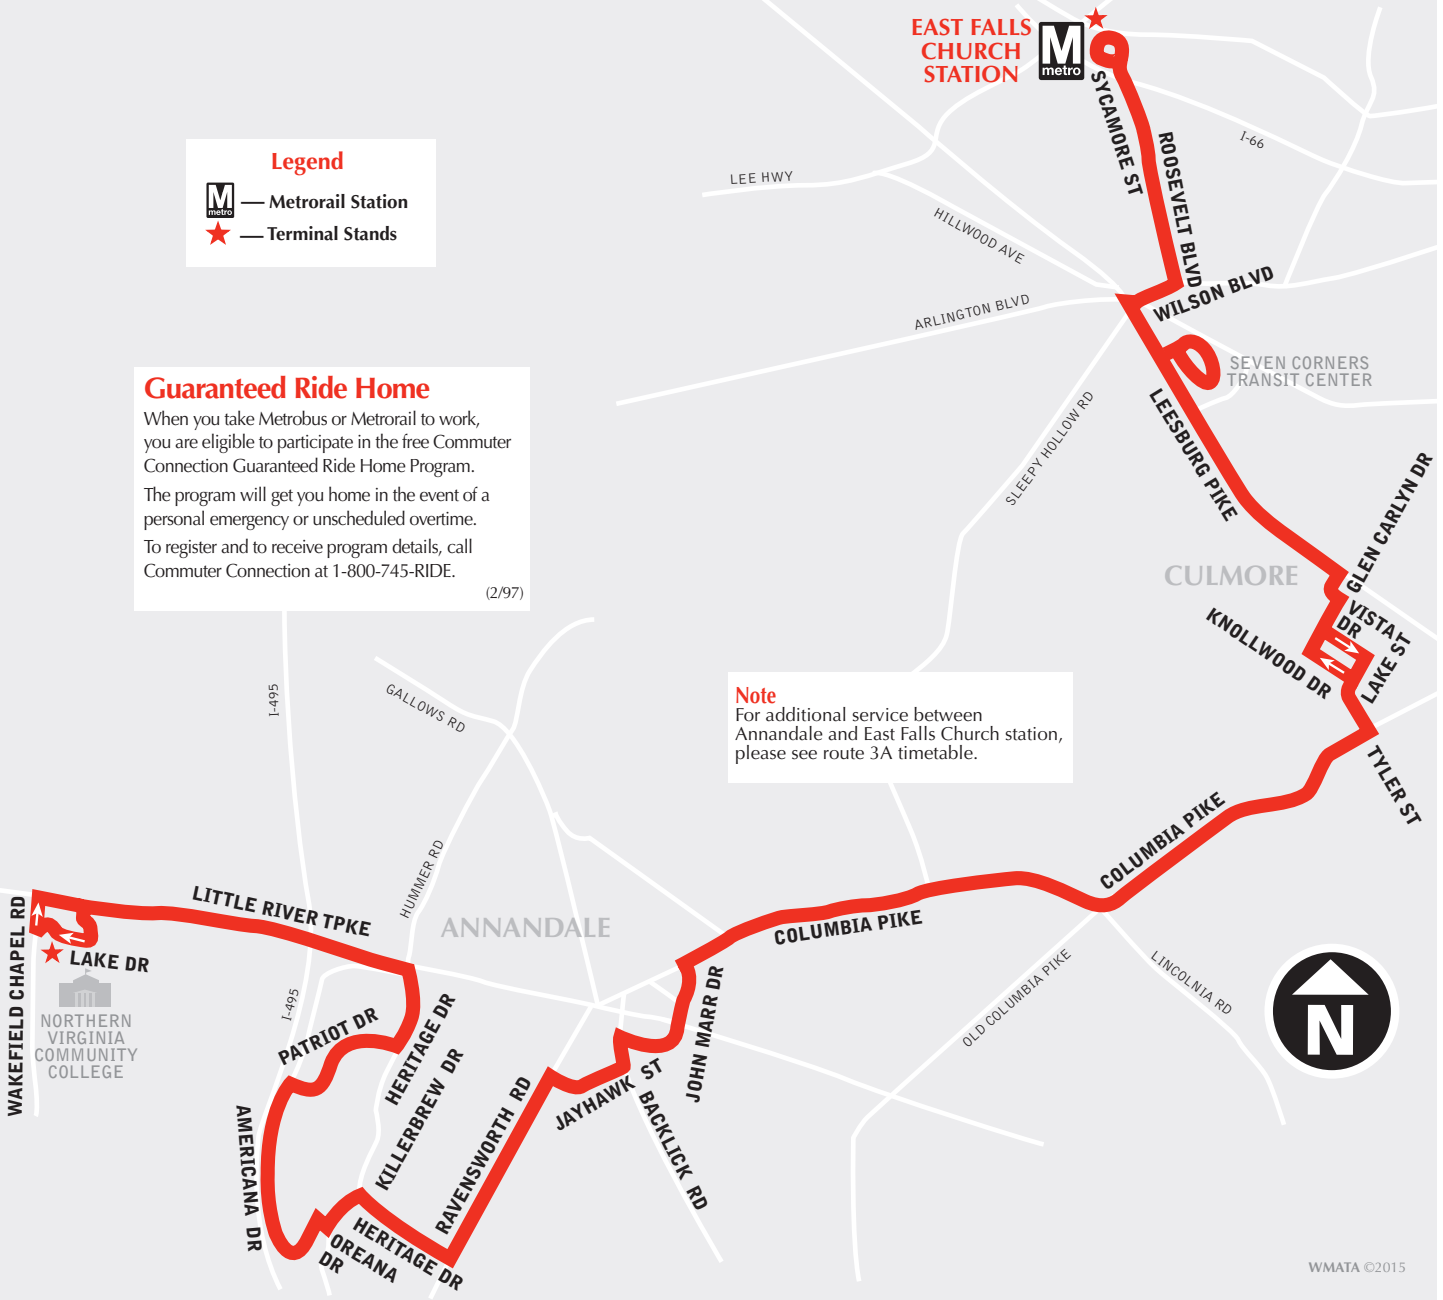 EAST FALLS
CHURCH
STATION
M
metro
SYCAMORE ST
ROOSEVELT BLVD
I-66
LEE HWY
HILLWOOD AVE
ARLINGTON BLVD
WILSON BLVD
SEVEN CORNERS
TRANSIT CENTER
Legend
M
metro
— Metrorail Station
— Terminal Stands
Guaranteed Ride Home
When you take Metrobus or Metrorail to work,
you are eligible to participate in the free Commuter
Connection Guaranteed Ride Home Program.
The program will get you home in the event of a
personal emergency or unscheduled overtime.
To register and to receive program details, call
Commuter Connection at 1-800-745-RIDE.
(2/97)
SLEEPY HOLLOW RD
LEESBURG PIKE
GLEN CARLYN DR
CULMORE
VISTA
DR
KNOLLWOOD DR
LAKE ST
TYLER ST
Note
For additional service between
Annandale and East Falls Church station,
please see route 3A timetable.
I-495
GALLOWS RD
HUMMER RD
COLUMBIA PIKE
COLUMBIA PIKE
LITTLE RIVER TPKE
ANNANDALE
WAKEFIELD CHAPEL RD
LAKE DR
NORTHERN
VIRGINIA
COMMUNITY
COLLEGE
I-495
PATRIOT DR
HERITAGE DR
KILLERBREW DR
AMERICANA DR
OREANA
DR
HERITAGE DR
RAVENSWORTH RD
JAYHAWK ST
BACKLICK RD
JOHN MARR DR
OLD COLUMBIA PIKE
LINCOLNIA RD
N
WMATA ©2015